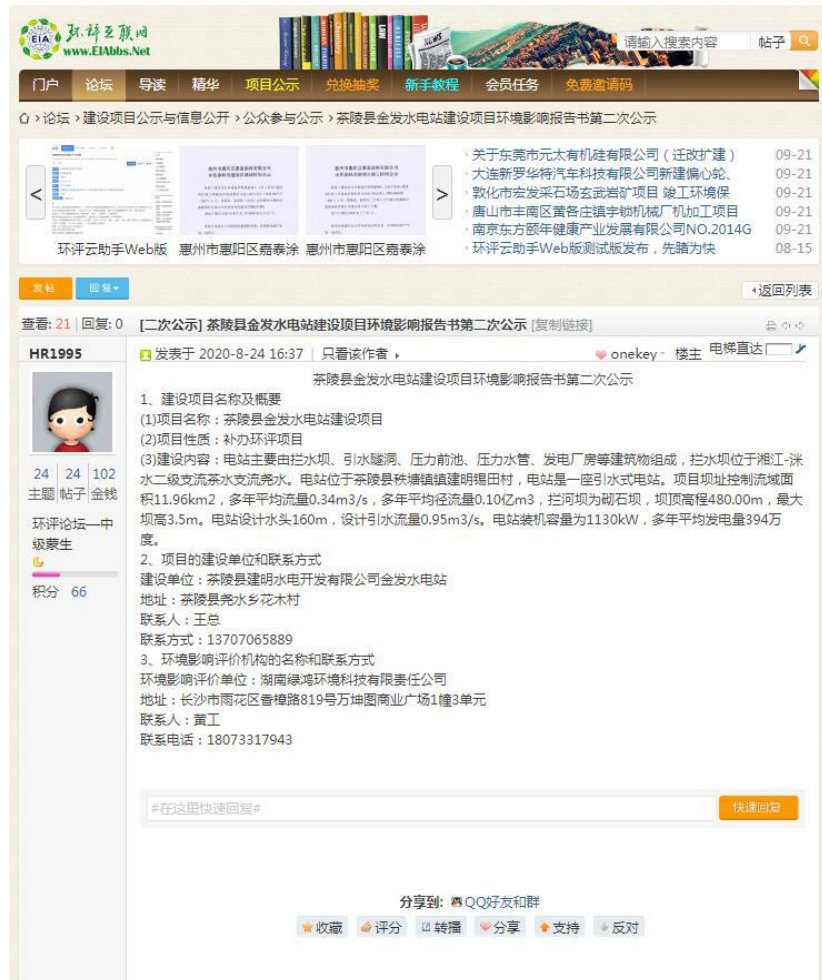 EIA 环评互联网
www.EIAbbs.Net
请输入搜索内容 帖子
门户 论坛 导读 精华 项目公示 兑换抽奖 新手教程 会员任务 免费邀请码
论坛 › 建设项目公示与信息公开 › 公众参与公示 › 茶陵县金发水电站建设项目环境影响报告书第二次公示
关于东莞市元太有机硅有限公司（迁改扩建） 09-21
大连新罗华特汽车科技有限公司新建偏心轮、 09-21
敦化市宏发采石场玄武岩矿项目 竣工环境保 09-21
唐山市丰南区黄各庄镇宇锁机械厂机加工项目 09-21
南京东方颐年健康产业发展有限公司NO.2014G 09-21
环评云助手Web版测试版发布，先睹为快 08-15
环评云助手Web版 惠州市惠阳区嘉泰涂 惠州市惠阳区嘉泰涂
发帖 回复
返回列表
查看: 21 | 回复: 0 [二次公示] 茶陵县金发水电站建设项目环境影响报告书第二次公示 [复制链接]
HR1995
发表于 2020-8-24 16:37 | 只看该作者
onekey 楼主 电梯直达
茶陵县金发水电站建设项目环境影响报告书第二次公示
1、建设项目名称及概要
(1)项目名称：茶陵县金发水电站建设项目
(2)项目性质：补办环评项目
(3)建设内容：电站主要由拦水坝、引水隧洞、压力前池、压力水管、发电厂房等建筑物组成，拦水坝位于湘江-洣
水二级支流茶水支流尧水。电站位于茶陵县秩塘镇镇建明锡田村，电站是一座引水式电站。项目坝址控制流域面
积11.96km2，多年平均流量0.34m3/s，多年平均径流量0.10亿m3，拦河坝为砌石坝，坝顶高程480.00m，最大
坝高3.5m。电站设计水头160m，设计引水流量0.95m3/s。电站装机容量为1130kW，多年平均发电量394万
度。
2、项目的建设单位和联系方式
建设单位：茶陵县建明水电开发有限公司金发水电站
地址：茶陵县尧水乡花木村
联系人：王总
联系方式：13707065889
3、环境影响评价机构的名称和联系方式
环境影响评价单位：湖南绿鸿环境科技有限责任公司
地址：长沙市雨花区香樟路819号万坤图商业广场1幢3单元
联系人：黄工
联系电话：18073317943
24 24 102
主题 帖子 金钱
环评论坛—中
级蒙生
积分 66
#在这里快速回复#
快速回复
分享到: QQ好友和群
收藏 评分 转播 分享 支持 反对